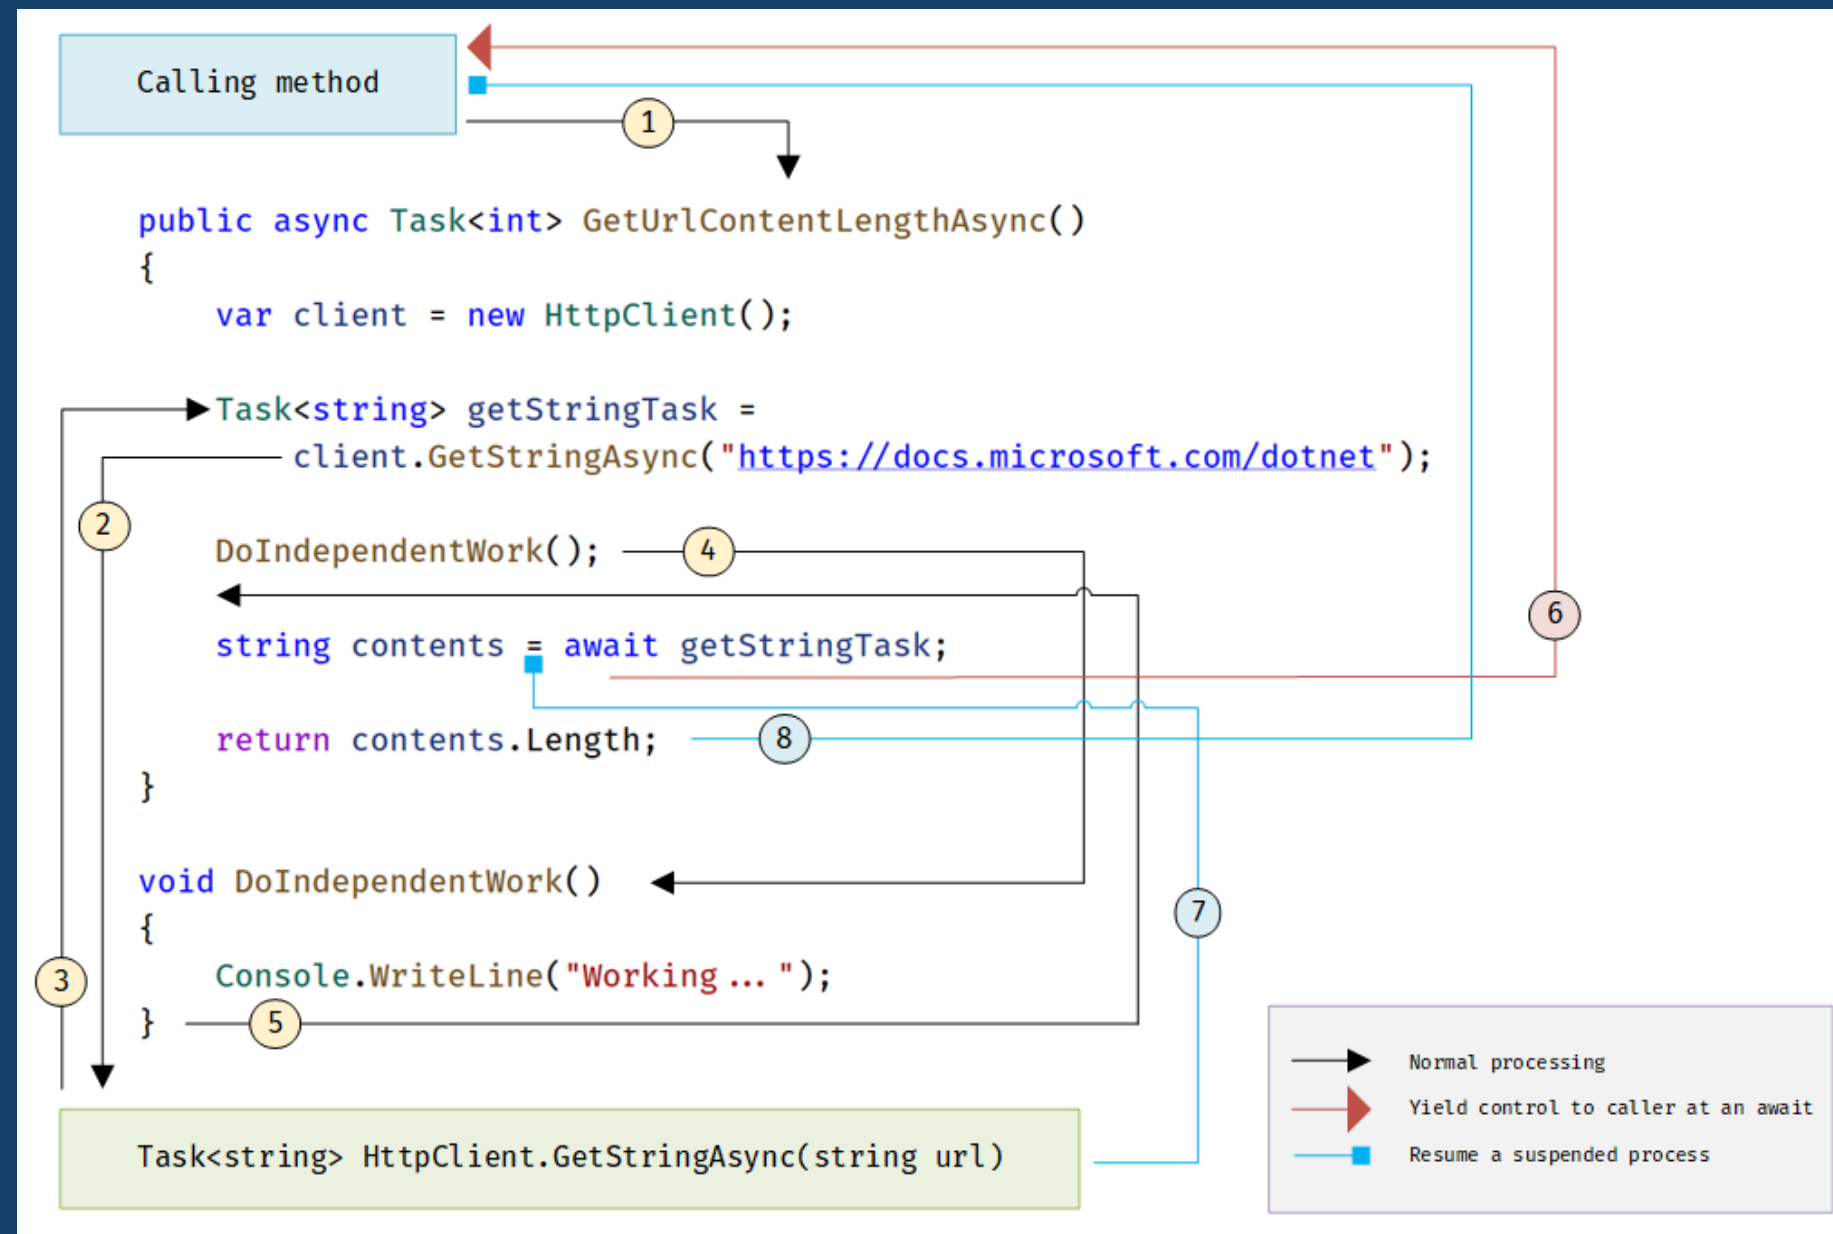 Calling method
1
public async Task<int> GetUrlContentLengthAsync()
{
var client = new HttpClient();
Task<string> getStringTask =
client.GetStringAsync("https://docs.microsoft.com/dotnet");
2
DoIndependentWork();
4
6
string contents = await getStringTask;
return contents.Length;
8
}
void DoIndependentWork()
7
{
Console.WriteLine("Working...");
3
}
5
Normal processing
Yield control to caller at an await
Resume a suspended process
Task<string> HttpClient.GetStringAsync(string url)